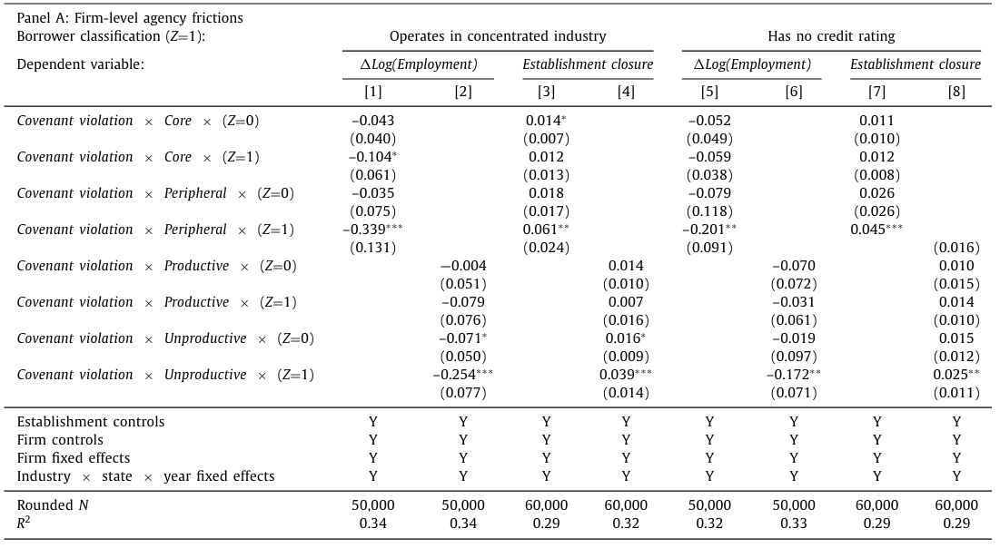 Panel A: Firm-level agency frictions
Borrower classification (Z=1): Operates in concentrated industry Has no credit rating
Dependent variable: ΔLog(Employment) Establishment closure ΔLog(Employment) Establishment closure
[1] [2] [3] [4] [5] [6] [7] [8]
Covenant violation × Core × (Z=0) –0.043 0.014* –0.052 0.011
(0.040) (0.007) (0.049) (0.010)
Covenant violation × Core × (Z=1) –0.104* 0.012 –0.059 0.012
(0.061) (0.013) (0.038) (0.008)
Covenant violation × Peripheral × (Z=0) –0.035 0.018 –0.079 0.026
(0.075) (0.017) (0.118) (0.026)
Covenant violation × Peripheral × (Z=1) –0.339*** 0.061** –0.201** 0.045***
(0.131) (0.024) (0.091) (0.016)
Covenant violation × Productive × (Z=0) —0.004 0.014 –0.070 0.010
(0.051) (0.010) (0.072) (0.015)
Covenant violation × Productive × (Z=1) –0.079 0.007 –0.031 0.014
(0.076) (0.016) (0.061) (0.010)
Covenant violation × Unproductive × (Z=0) –0.071* 0.016* –0.019 0.015
(0.050) (0.009) (0.097) (0.012)
Covenant violation × Unproductive × (Z=1) –0.254*** 0.039*** –0.172** 0.025**
(0.077) (0.014) (0.071) (0.011)
Establishment controls Y Y Y Y Y Y Y Y
Firm controls Y Y Y Y Y Y Y Y
Firm fixed effects Y Y Y Y Y Y Y Y
Industry × state × year fixed effects Y Y Y Y Y Y Y Y
Rounded N 50,000 50,000 60,000 60,000 50,000 50,000 60,000 60,000
R² 0.34 0.34 0.29 0.32 0.32 0.33 0.29 0.29